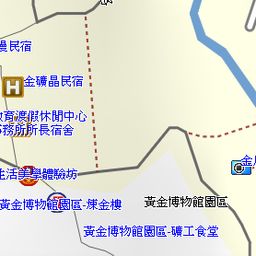 漫民宿
H 金礦晶民宿
教育渡假休閒中心
事務所所長宿舍
生活美學體驗坊
黃金博物館園區-煉金樓
黃金博物館園區
黃金博物館園區-礦工食堂